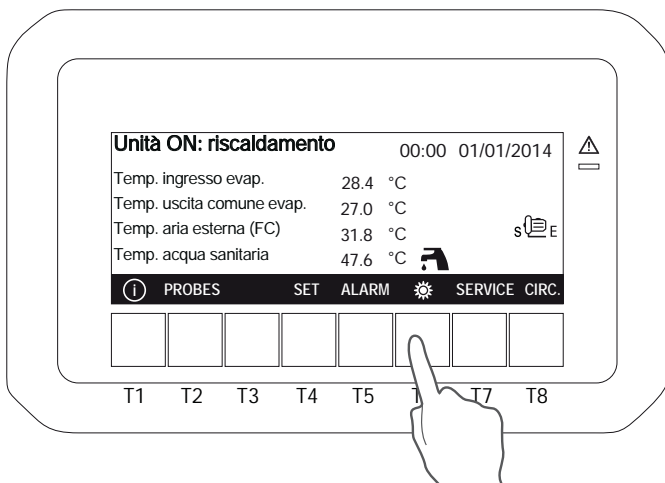 Unità ON: riscaldamento 00:00 01/01/2014
Temp. ingresso evap. 28.4 °C
Temp. uscita comune evap. 27.0 °C
Temp. aria esterna (FC) 31.8 °C
S E
Temp. acqua sanitaria 47.6 °C
i PROBES SET ALARM SERVICE CIRC.
T1 T2 T3 T4 T5 T7 T8